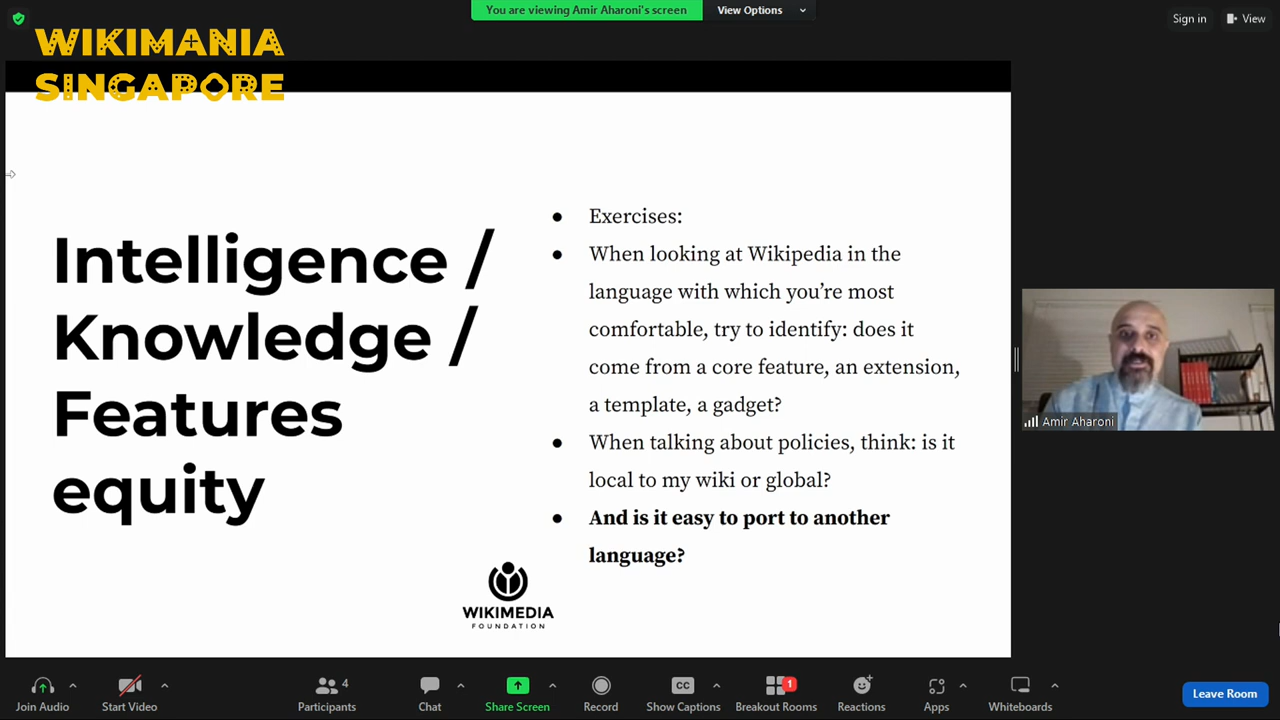 You are viewing Amir Aharoni's screen
View Options
Sign in
View
WIKIMANIA
SINGAPORE
Intelligence /
Knowledge /
Features
equity
● Exercises:
● When looking at Wikipedia in the
language with which you’re most
comfortable, try to identify: does it
come from a core feature, an extension,
a template, a gadget?
● When talking about policies, think: is it
local to my wiki or global?
● And is it easy to port to another
language?
WIKIMEDIA
FOUNDATION
Amir Aharoni
Join Audio
Start Video
4
Participants
Chat
Share Screen
Record
CC
Show Captions
1
Breakout Rooms
Reactions
Apps
Whiteboards
Leave Room